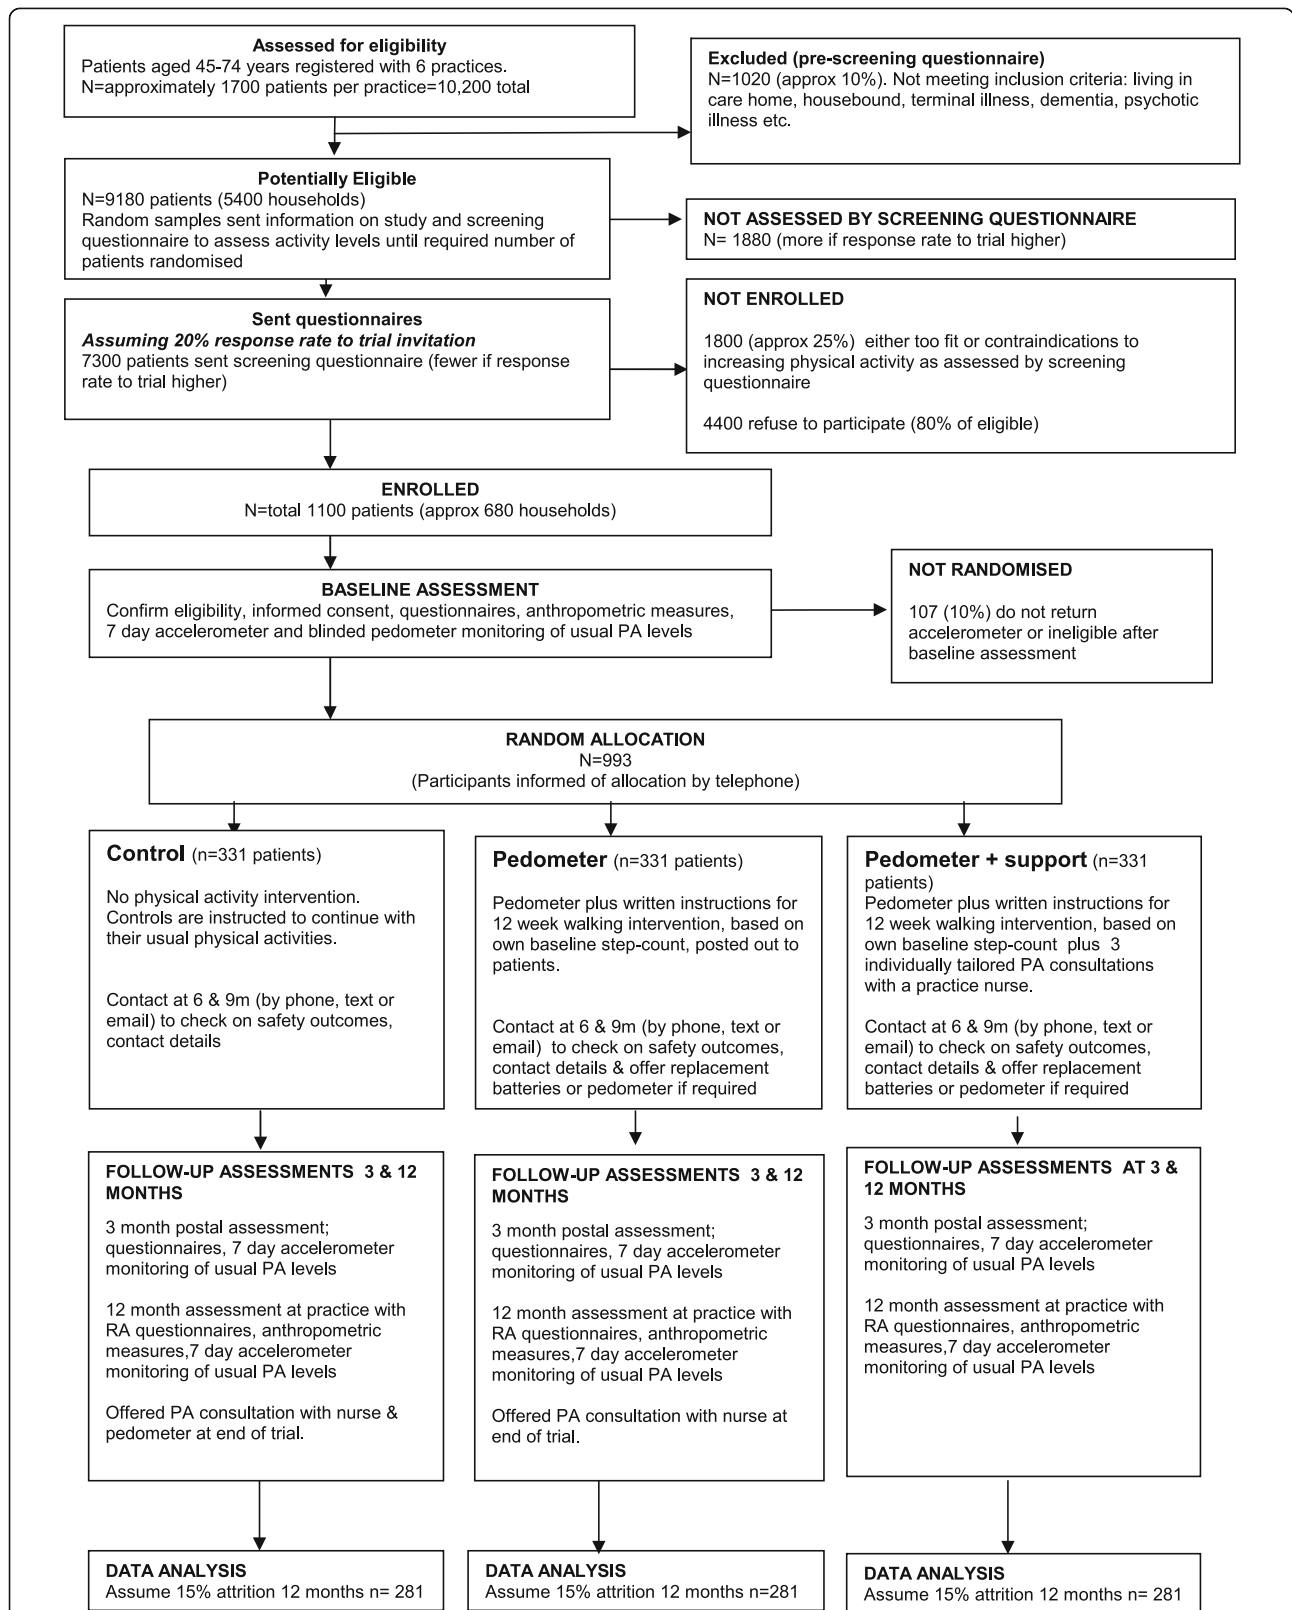 Assessed for eligibility
Patients aged 45-74 years registered with 6 practices.
N=approximately 1700 patients per practice=10,200 total
Excluded (pre-screening questionnaire)
N=1020 (approx 10%). Not meeting inclusion criteria: living in
care home, housebound, terminal illness, dementia, psychotic
illness etc.
Potentially Eligible
N=9180 patients (5400 households)
Random samples sent information on study and screening
questionnaire to assess activity levels until required number of
patients randomised
NOT ASSESSED BY SCREENING QUESTIONNAIRE
N= 1880 (more if response rate to trial higher)
Sent questionnaires
Assuming 20% response rate to trial invitation
7300 patients sent screening questionnaire (fewer if response
rate to trial higher)
NOT ENROLLED
1800 (approx 25%) either too fit or contraindications to
increasing physical activity as assessed by screening
questionnaire
4400 refuse to participate (80% of eligible)
ENROLLED
N=total 1100 patients (approx 680 households)
BASELINE ASSESSMENT
Confirm eligibility, informed consent, questionnaires, anthropometric measures,
7 day accelerometer and blinded pedometer monitoring of usual PA levels
NOT RANDOMISED
107 (10%) do not return
accelerometer or ineligible after
baseline assessment
RANDOM ALLOCATION
N=993
(Participants informed of allocation by telephone)
Control (n=331 patients)
No physical activity intervention.
Controls are instructed to continue with
their usual physical activities.
Contact at 6 & 9m (by phone, text or
email) to check on safety outcomes,
contact details
Pedometer (n=331 patients)
Pedometer plus written instructions for
12 week walking intervention, based on
own baseline step-count, posted out to
patients.
Contact at 6 & 9m (by phone, text or
email) to check on safety outcomes,
contact details & offer replacement
batteries or pedometer if required
Pedometer + support (n=331
patients)
Pedometer plus written instructions for
12 week walking intervention, based on
own baseline step-count plus 3
individually tailored PA consultations
with a practice nurse.
Contact at 6 & 9m (by phone, text or
email) to check on safety outcomes,
contact details & offer replacement
batteries or pedometer if required
FOLLOW-UP ASSESSMENTS 3 & 12
MONTHS
3 month postal assessment;
questionnaires, 7 day accelerometer
monitoring of usual PA levels
12 month assessment at practice with
RA questionnaires, anthropometric
measures,7 day accelerometer
monitoring of usual PA levels
Offered PA consultation with nurse &
pedometer at end of trial.
FOLLOW-UP ASSESSMENTS 3 & 12
MONTHS
3 month postal assessment;
questionnaires, 7 day accelerometer
monitoring of usual PA levels
12 month assessment at practice with
RA questionnaires, anthropometric
measures,7 day accelerometer
monitoring of usual PA levels
Offered PA consultation with nurse at
end of trial.
FOLLOW-UP ASSESSMENTS AT 3 &
12 MONTHS
3 month postal assessment;
questionnaires, 7 day accelerometer
monitoring of usual PA levels
12 month assessment at practice with
RA questionnaires, anthropometric
measures,7 day accelerometer
monitoring of usual PA levels
DATA ANALYSIS
Assume 15% attrition 12 months n= 281
DATA ANALYSIS
Assume 15% attrition 12 months n=281
DATA ANALYSIS
Assume 15% attrition 12 months n= 281